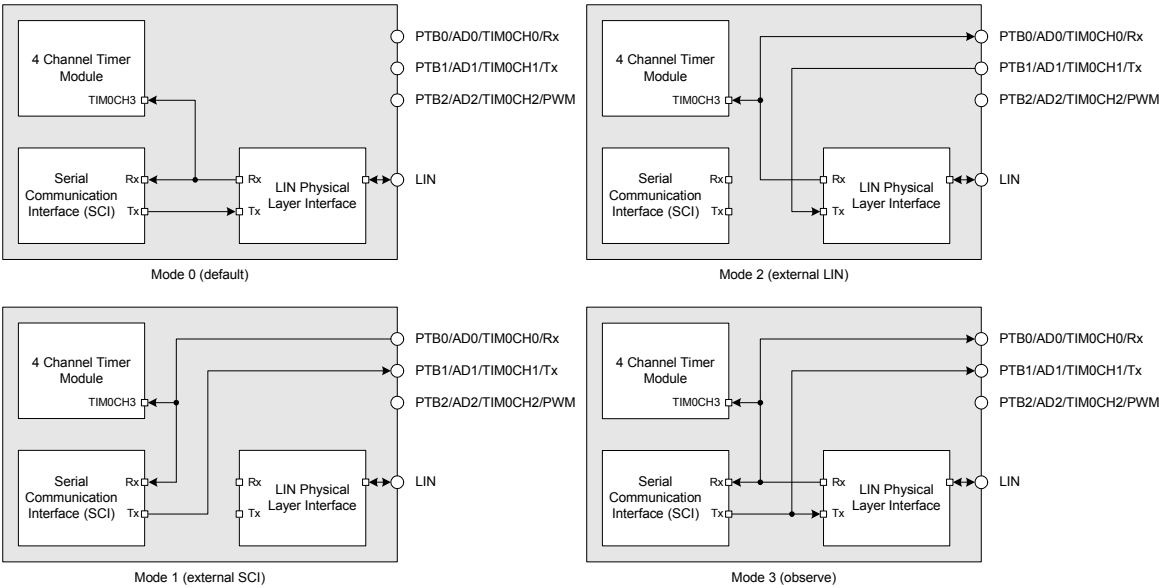 4 Channel Timer
Module
TIM0CH3
Serial
Communication
Interface (SCI)
Rx
Tx
Rx
Tx
LIN Physical
Layer Interface
PTB0/AD0/TIM0CH0/Rx
PTB1/AD1/TIM0CH1/Tx
PTB2/AD2/TIM0CH2/PWM
LIN
Mode 0 (default)
4 Channel Timer
Module
TIM0CH3
Serial
Communication
Interface (SCI)
Rx
Tx
Rx
Tx
LIN Physical
Layer Interface
PTB0/AD0/TIM0CH0/Rx
PTB1/AD1/TIM0CH1/Tx
PTB2/AD2/TIM0CH2/PWM
LIN
Mode 2 (external LIN)
4 Channel Timer
Module
TIM0CH3
Serial
Communication
Interface (SCI)
Rx
Tx
Rx
Tx
LIN Physical
Layer Interface
PTB0/AD0/TIM0CH0/Rx
PTB1/AD1/TIM0CH1/Tx
PTB2/AD2/TIM0CH2/PWM
LIN
Mode 1 (external SCI)
4 Channel Timer
Module
TIM0CH3
Serial
Communication
Interface (SCI)
Rx
Tx
Rx
Tx
LIN Physical
Layer Interface
PTB0/AD0/TIM0CH0/Rx
PTB1/AD1/TIM0CH1/Tx
PTB2/AD2/TIM0CH2/PWM
LIN
Mode 3 (observe)